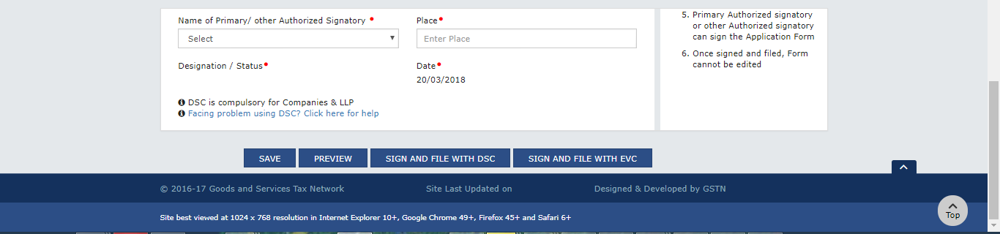 Name of Primary/ other Authorized Signatory • Place•
Select Enter Place
Designation / Status• Date•
20/03/2018
DSC is compulsory for Companies & LLP
Facing problem using DSC? Click here for help
5. Primary Authorized signatory
or other Authorized signatory
can sign the Application Form
6. Once signed and filed, Form
cannot be edited
SAVE PREVIEW SIGN AND FILE WITH DSC SIGN AND FILE WITH EVC
© 2016-17 Goods and Services Tax Network Site Last Updated on Designed & Developed by GSTN
Site best viewed at 1024 x 768 resolution in Internet Explorer 10+, Google Chrome 49+, Firefox 45+ and Safari 6+
Top